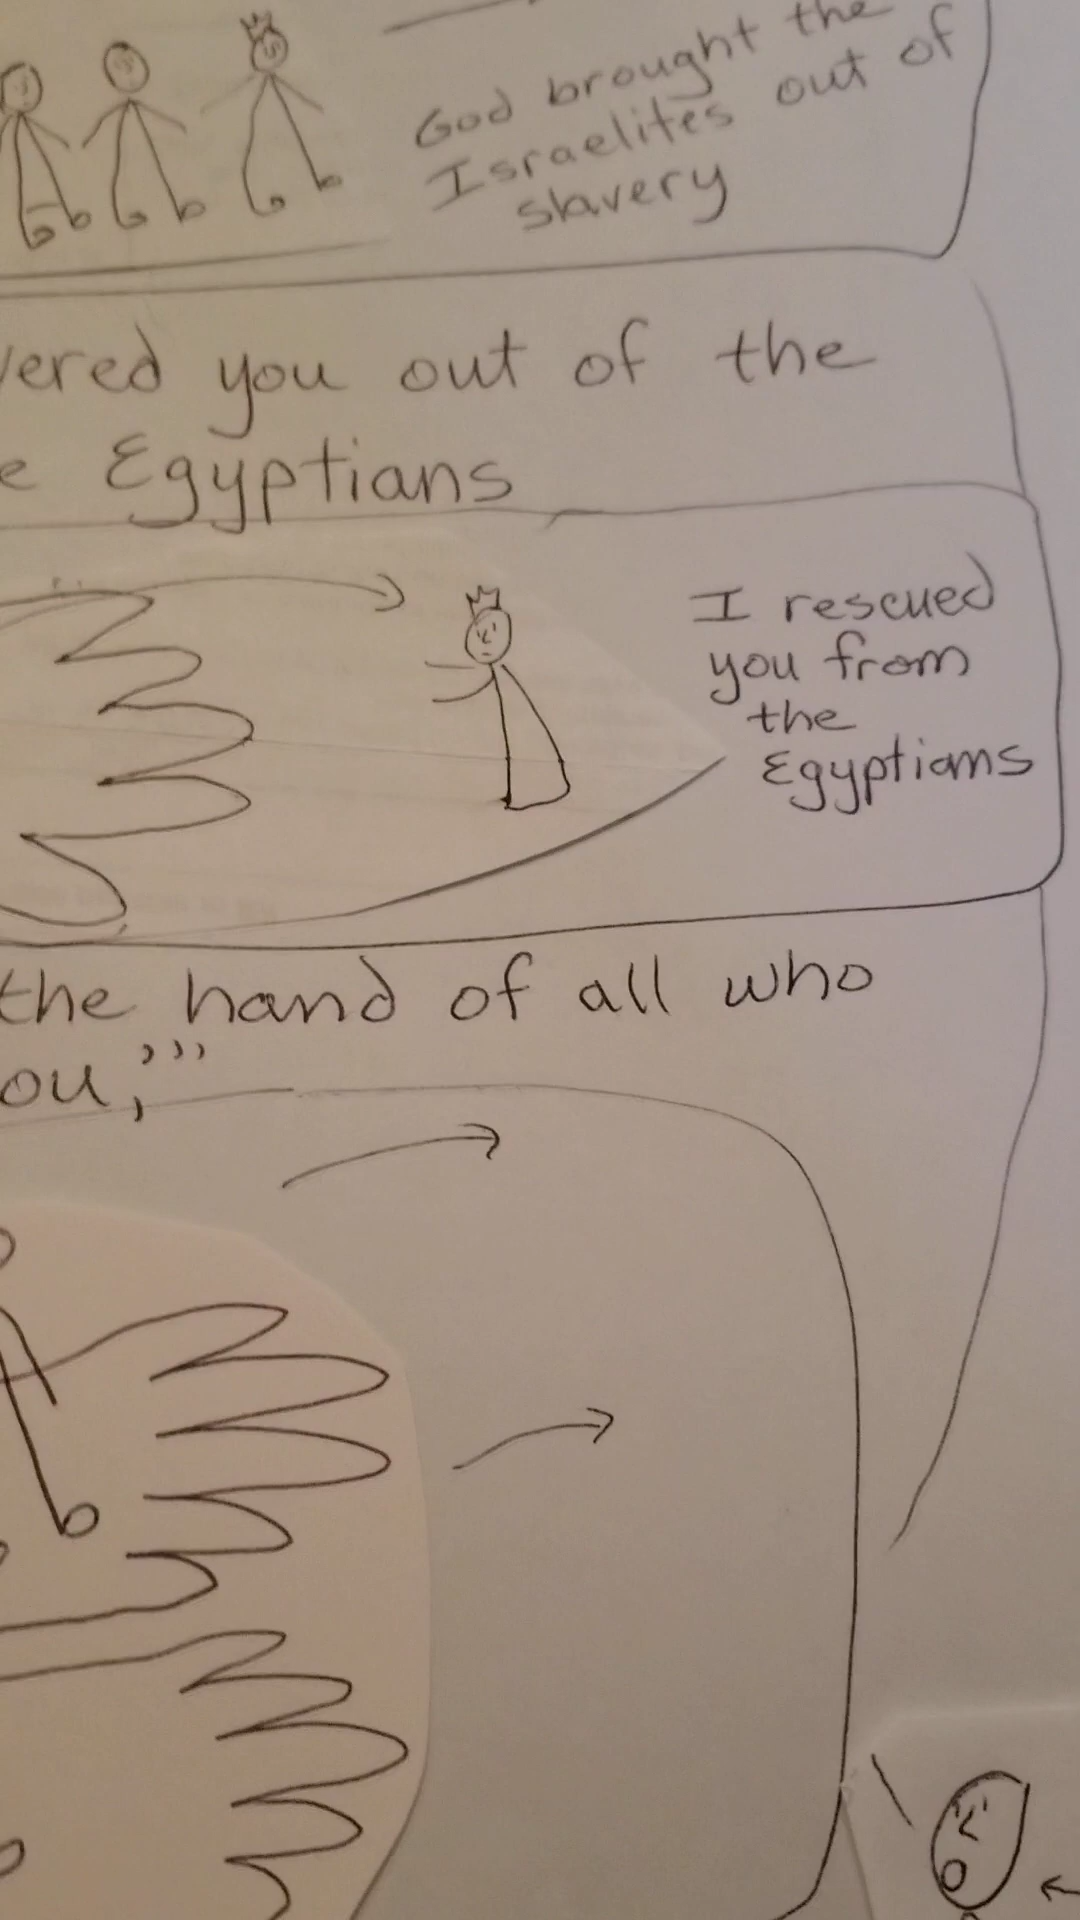 God brought the
Israelites out of
slavery
vered you out of the
e Egyptians
I rescued
you from
the
Egyptians
the hand of all who
ou,;”’